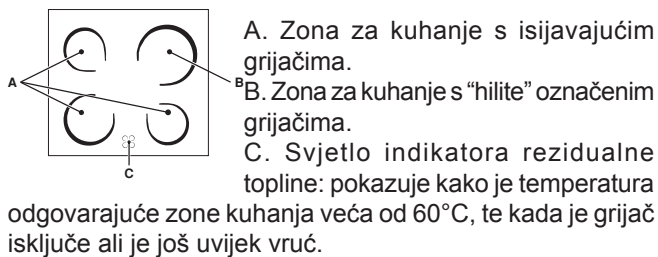 A. Zona za kuhanje s isijavajućim
grijačima.
B. Zona za kuhanje s “hilite” označenim
grijačima.
C. Svjetlo indikatora rezidualne
topline: pokazuje kako je temperatura
odgovarajuće zone kuhanja veća od 60°C, te kada je grijač
isključe ali je još uvijek vruć.
A
B
C